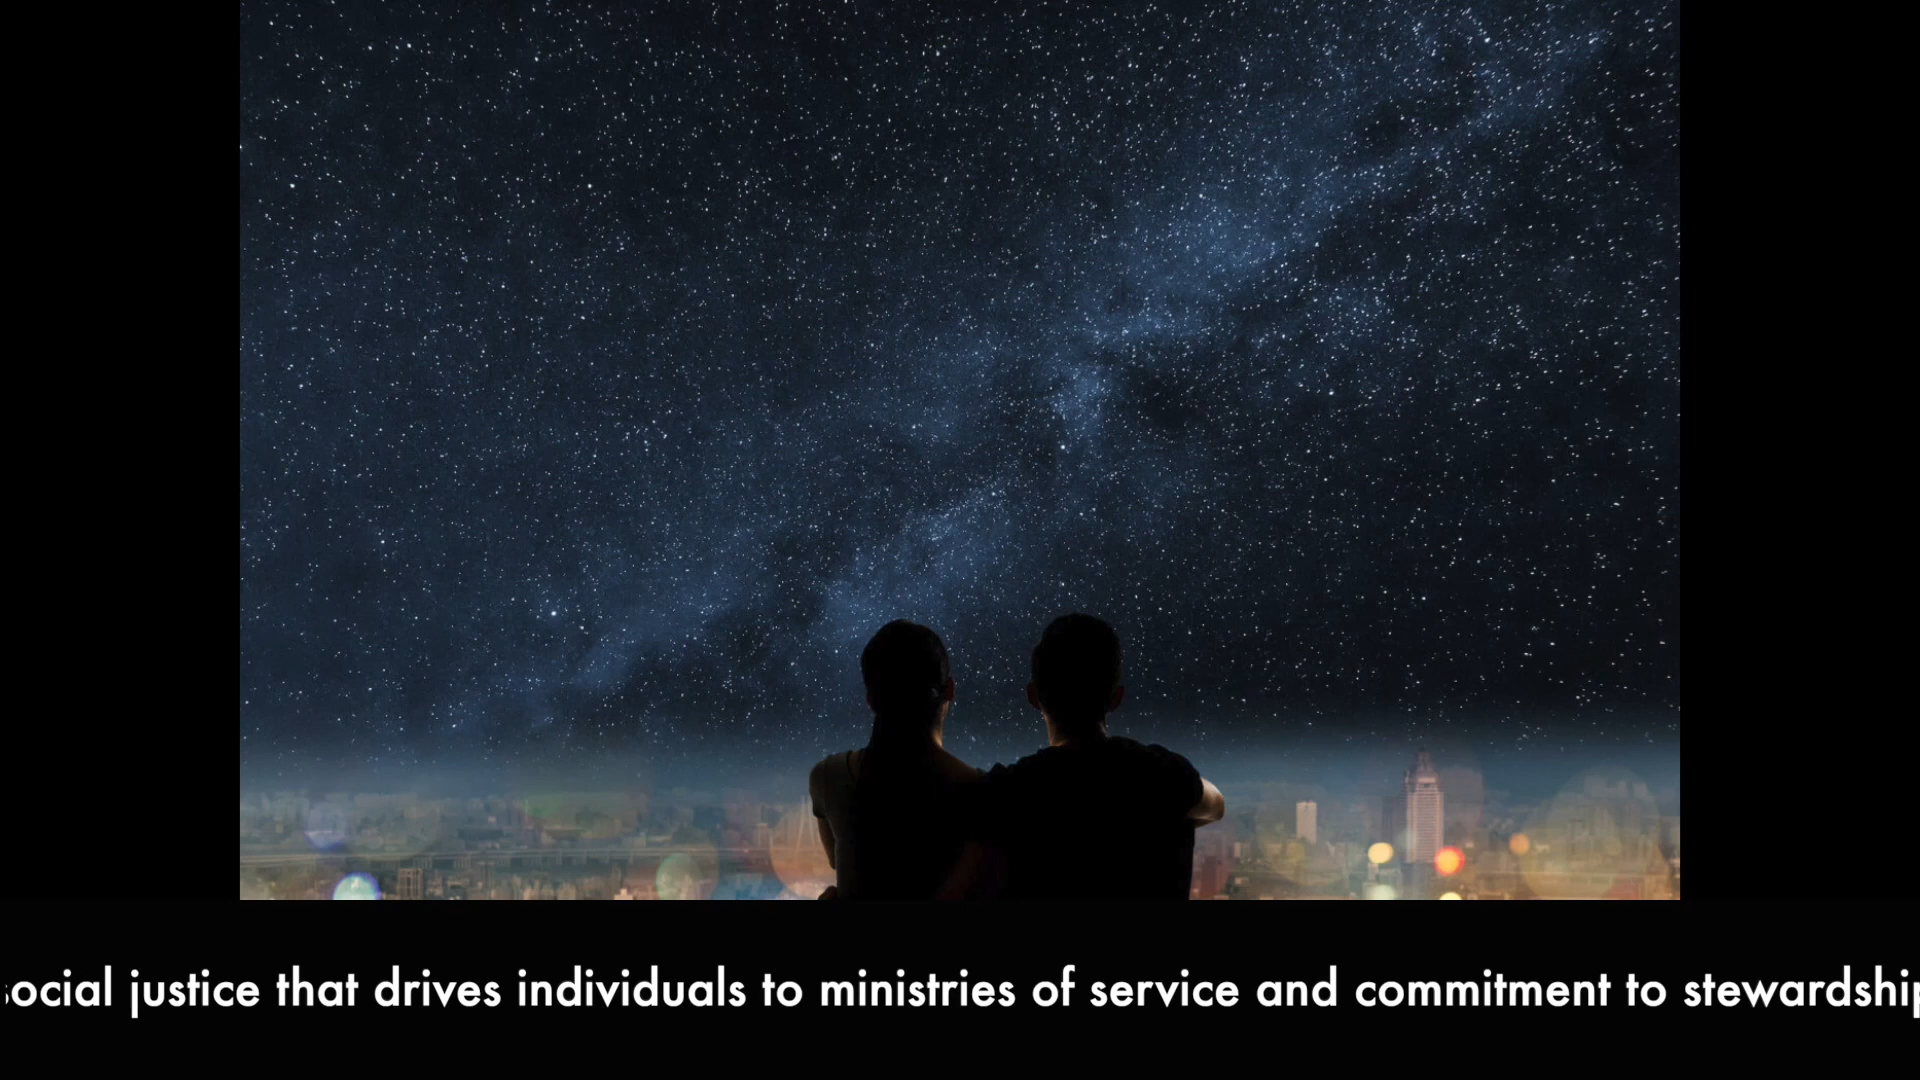 social justice that drives individuals to ministries of service and commitment to stewardship